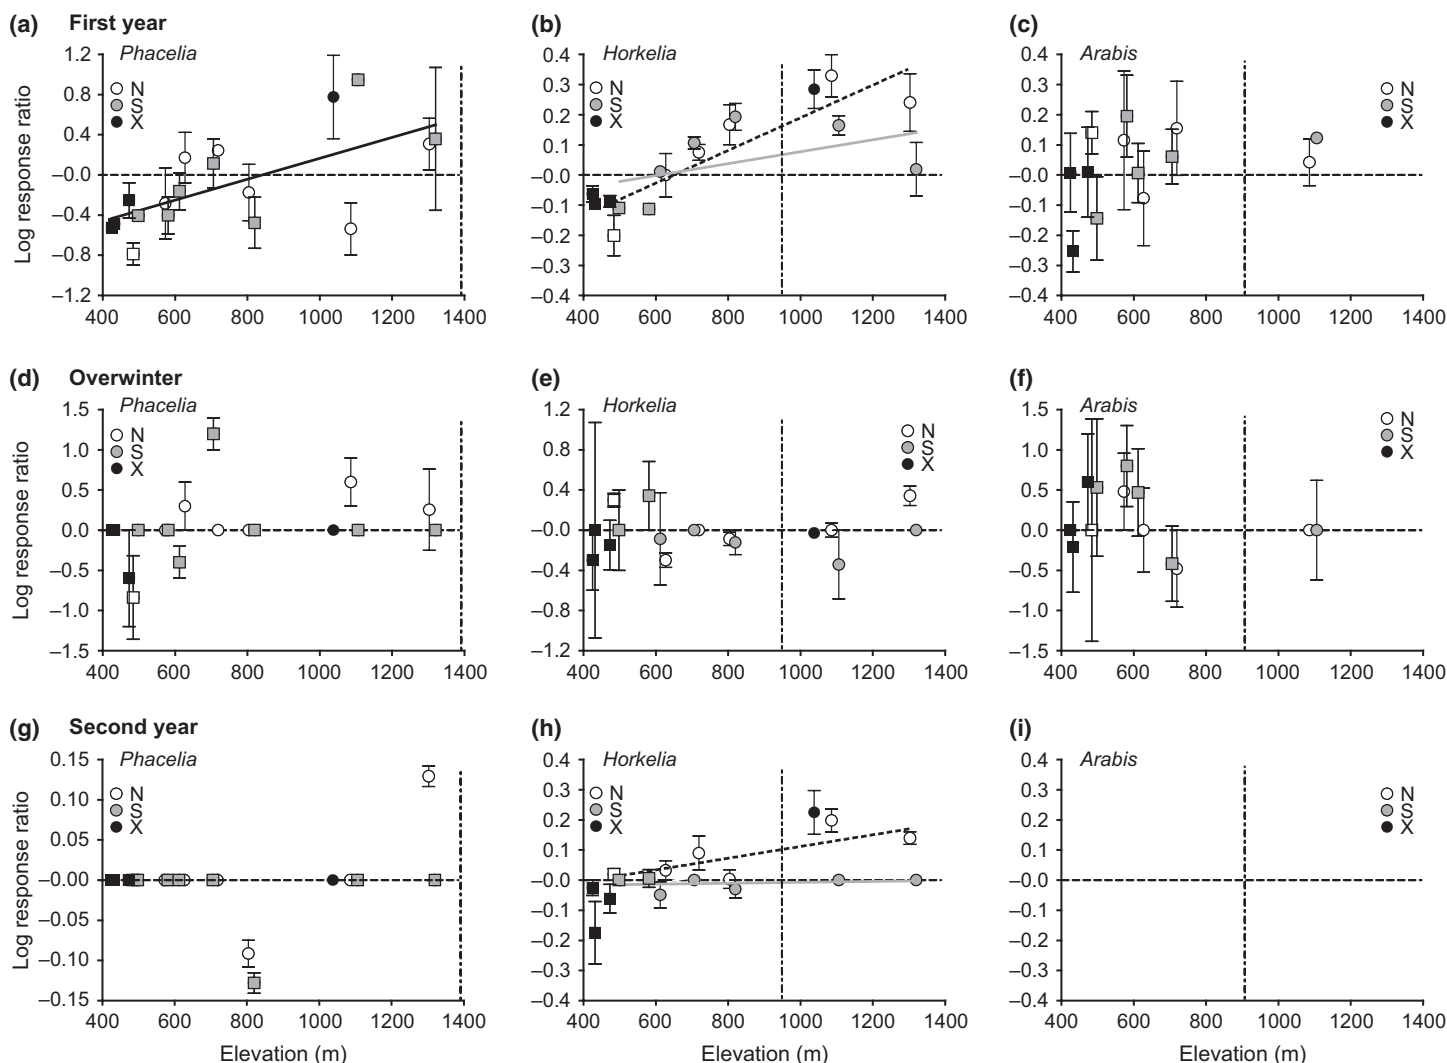 (a) First year
Phacelia
N
S
X
Log response ratio
1.2
0.8
0.4
–0.0
–0.4
–0.8
–1.2
400 600 800 1000 1200 1400
(b)
Horkelia
N
S
X
0.4
0.3
0.2
0.1
–0.0
–0.1
–0.2
–0.3
–0.4
400 600 800 1000 1200 1400
(c)
Arabis
N
S
X
0.4
0.3
0.2
0.1
–0.0
–0.1
–0.2
–0.3
–0.4
400 600 800 1000 1200 1400
(d) Overwinter
Phacelia
N
S
X
Log response ratio
1.5
1.0
0.5
0.0
–0.5
–1.0
–1.5
400 600 800 1000 1200 1400
(e)
Horkelia
N
S
X
1.2
0.8
0.4
–0.0
–0.4
–0.8
–1.2
400 600 800 1000 1200 1400
(f)
Arabis
N
S
X
1.5
1.0
0.5
–0.0
–0.5
–1.0
–1.5
400 600 800 1000 1200 1400
(g) Second year
Phacelia
N
S
X
Log response ratio
0.15
0.10
0.05
–0.00
–0.05
–0.10
–0.15
400 600 800 1000 1200 1400
Elevation (m)
(h)
Horkelia
N
S
X
0.4
0.3
0.2
0.1
–0.0
–0.1
–0.2
–0.3
–0.4
400 600 800 1000 1200 1400
Elevation (m)
(i)
Arabis
N
S
X
0.4
0.3
0.2
0.1
–0.0
–0.1
–0.2
–0.3
–0.4
400 600 800 1000 1200 1400
Elevation (m)